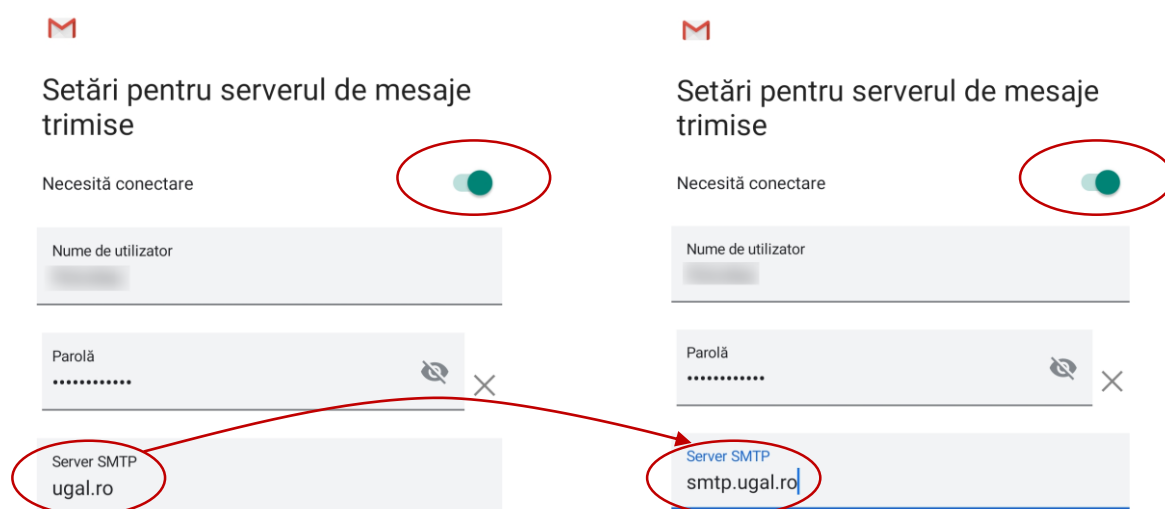 Setări pentru serverul de mesaje
trimise
Necesită conectare
Nume de utilizator
Parolă
••••••••••••
Server SMTP
ugal.ro
Setări pentru serverul de mesaje
trimise
Necesită conectare
Nume de utilizator
Parolă
••••••••••••
Server SMTP
smtp.ugal.ro